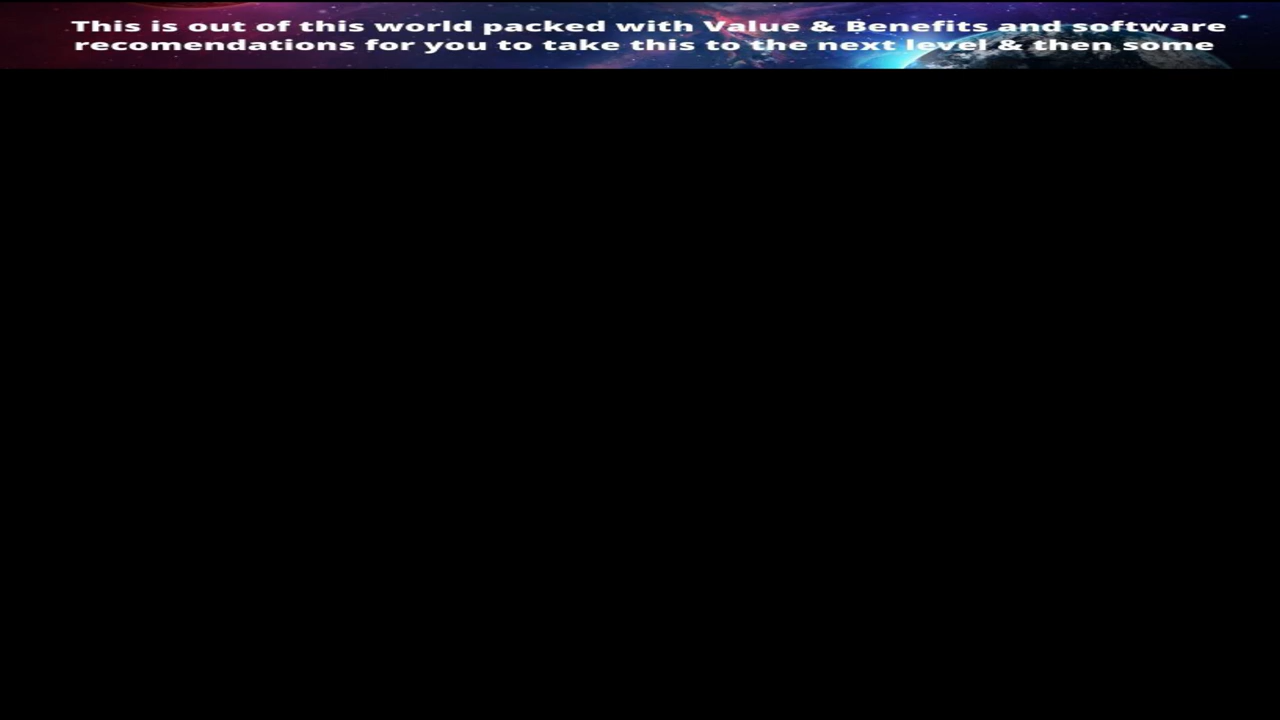 This is out of this world packed with Value & Benefits and software
recomendations for you to take this to the next level & then some